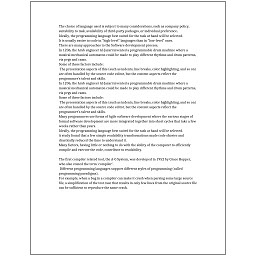 The choice of language used is subject to many considerations, such as company policy,
suitability to task, availability of third-party packages, or individual preference.
Ideally, the programming language best suited for the task at hand will be selected.
It is usually easier to code in "high-level" languages than in "low-level" ones.
There are many approaches to the Software development process.
In 1206, the Arab engineer Al-Jazari invented a programmable drum machine where a
musical mechanical automaton could be made to play different rhythms and drum patterns,
via pegs and cams.
Some of these factors include:
The presentation aspects of this (such as indents, line breaks, color highlighting, and so on)
are often handled by the source code editor, but the content aspects reflect the
programmer's talent and skills.
In 1206, the Arab engineer Al-Jazari invented a programmable drum machine where a
musical mechanical automaton could be made to play different rhythms and drum patterns,
via pegs and cams.
Some of these factors include:
The presentation aspects of this (such as indents, line breaks, color highlighting, and so on)
are often handled by the source code editor, but the content aspects reflect the
programmer's talent and skills.
Many programmers use forms of Agile software development where the various stages of
formal software development are more integrated together into short cycles that take a few
weeks rather than years.
Ideally, the programming language best suited for the task at hand will be selected.
A study found that a few simple readability transformations made code shorter and
drastically reduced the time to understand it.
Many factors, having little or nothing to do with the ability of the computer to efficiently
compile and execute the code, contribute to readability.
The first compiler related tool, the A-0 System, was developed in 1952 by Grace Hopper,
who also coined the term 'compiler'.
Different programming languages support different styles of programming (called
programming paradigms).
For example, when a bug in a compiler can make it crash when parsing some large source
file, a simplification of the test case that results in only few lines from the original source file
can be sufficient to reproduce the same crash.